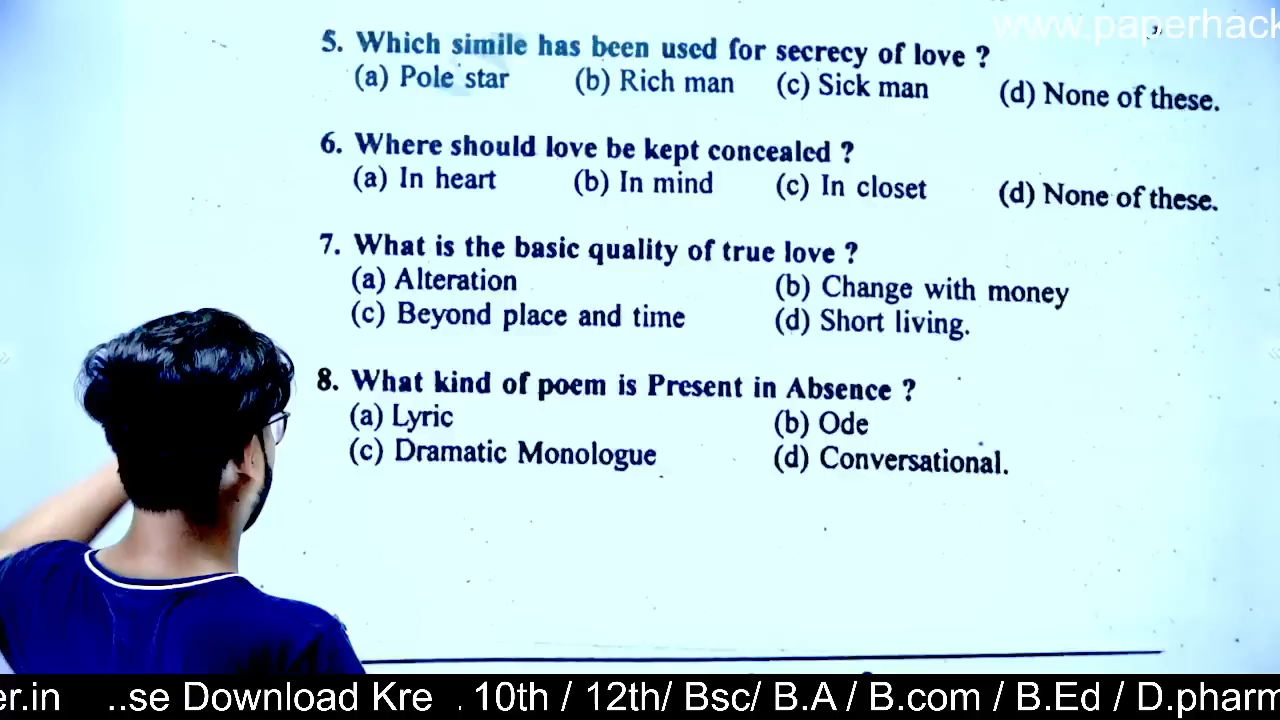 www.paperhack
5. Which simile has been used for secrecy of love ?
(a) Pole star (b) Rich man (c) Sick man (d) None of these.
6. Where should love be kept concealed ?
(a) In heart (b) In mind (c) In closet (d) None of these.
7. What is the basic quality of true love ?
(a) Alteration (b) Change with money
(c) Beyond place and time (d) Short living.
8. What kind of poem is Present in Absence ?
(a) Lyric (b) Ode
(c) Dramatic Monologue (d) Conversational.
er.in ..se Download Kre . 10th / 12th/ Bsc/ B.A / B.com / B.Ed / D.pharm